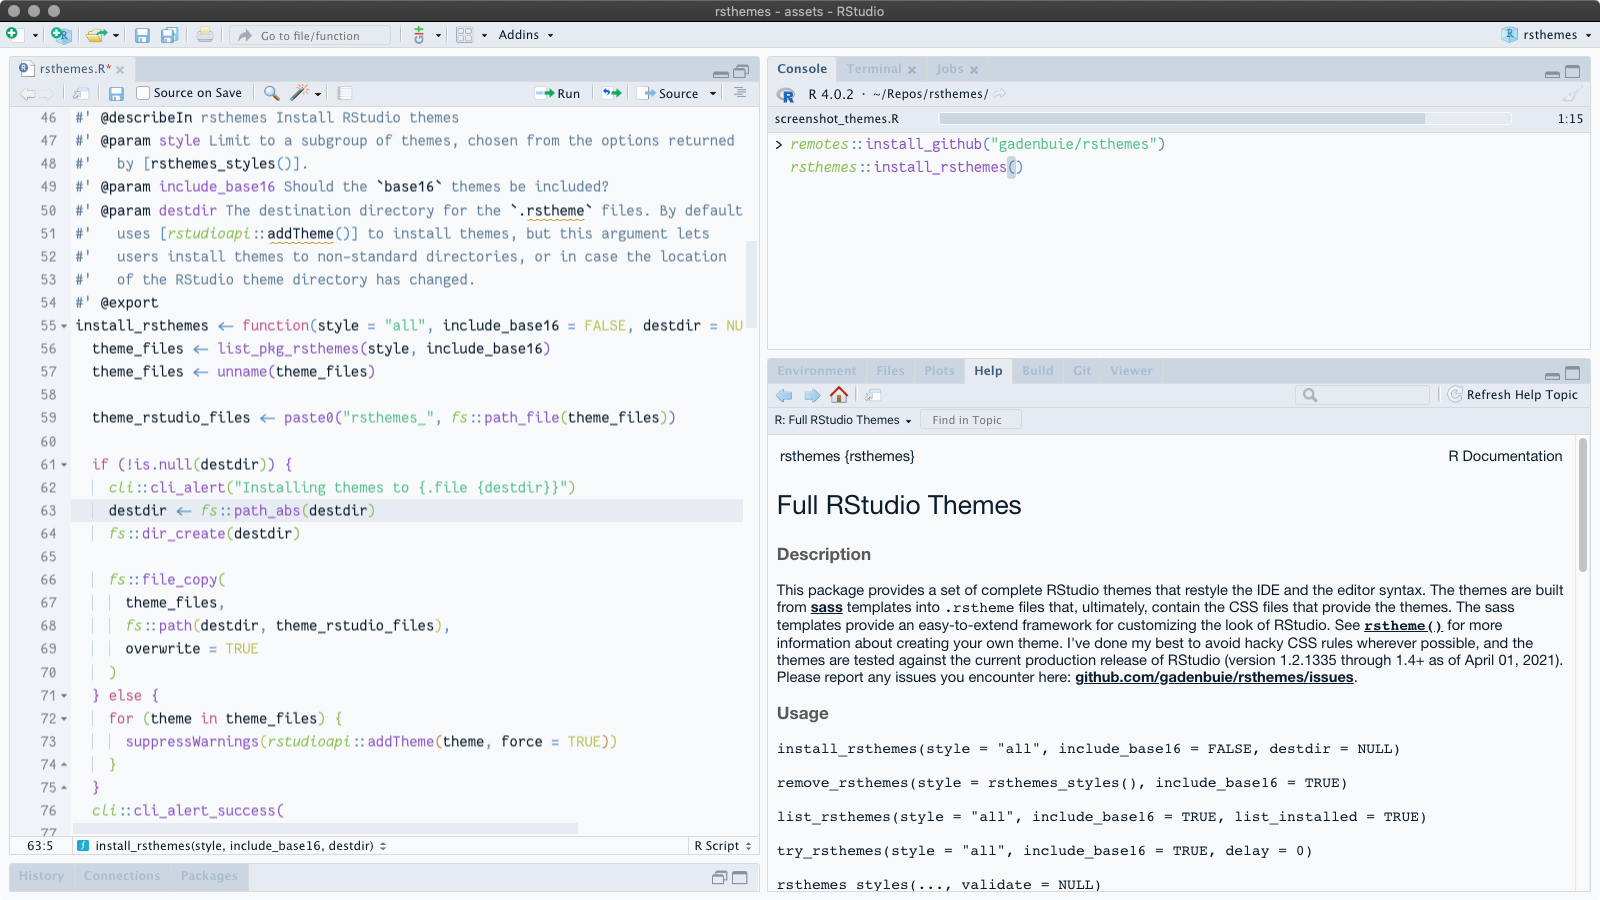 rsthemes - assets - RStudio
Go to file/function
Addins
rsthemes
rsthemes.R*
Source on Save
Run
Source
46 #' @describeIn rsthemes Install RStudio themes
47 #' @param style Limit to a subgroup of themes, chosen from the options returned
48 #'   by [rsthemes_styles()].
49 #' @param include_base16 Should the `base16` themes be included?
50 #' @param destdir The destination directory for the `.rstheme` files. By default
51 #'   uses [rstudioapi::addTheme()] to install themes, but this argument lets
52 #'   users install themes to non-standard directories, or in case the location
53 #'   of the RStudio theme directory has changed.
54 #' @export
55 install_rsthemes <- function(style = "all", include_base16 = FALSE, destdir = NU
56   theme_files <- list_pkg_rsthemes(style, include_base16)
57   theme_files <- unname(theme_files)
58
59   theme_rstudio_files <- paste0("rsthemes_", fs::path_file(theme_files))
60
61   if (!is.null(destdir)) {
62     cli::cli_alert("Installing themes to {.file {destdir}}")
63     destdir <- fs::path_abs(destdir)
64     fs::dir_create(destdir)
65
66     fs::file_copy(
67       theme_files,
68       fs::path(destdir, theme_rstudio_files),
69       overwrite = TRUE
70     )
71   } else {
72     for (theme in theme_files) {
73       suppressWarnings(rstudioapi::addTheme(theme, force = TRUE))
74     }
75   }
76   cli::cli_alert_success(
77
63:5
install_rsthemes(style, include_base16, destdir)
R Script
History
Connections
Packages
Console
Terminal
Jobs
R 4.0.2 · ~/Repos/rsthemes/
screenshot_themes.R
1:15
> remotes::install_github("gadenbuie/rsthemes")
rsthemes::install_rsthemes()
Environment
Files
Plots
Help
Build
Git
Viewer
Refresh Help Topic
R: Full RStudio Themes
Find in Topic
rsthemes {rsthemes}
R Documentation
Full RStudio Themes
Description
This package provides a set of complete RStudio themes that restyle the IDE and the editor syntax. The themes are built
from sass templates into .rstheme files that, ultimately, contain the CSS files that provide the themes. The sass
templates provide an easy-to-extend framework for customizing the look of RStudio. See rstheme() for more
information about creating your own theme. I've done my best to avoid hacky CSS rules wherever possible, and the
themes are tested against the current production release of RStudio (version 1.2.1335 through 1.4+ as of April 01, 2021).
Please report any issues you encounter here: github.com/gadenbuie/rsthemes/issues.
Usage
install_rsthemes(style = "all", include_base16 = FALSE, destdir = NULL)
remove_rsthemes(style = rsthemes_styles(), include_base16 = TRUE)
list_rsthemes(style = "all", include_base16 = TRUE, list_installed = TRUE)
try_rsthemes(style = "all", include_base16 = TRUE, delay = 0)
rsthemes_styles(..., validate = NULL)